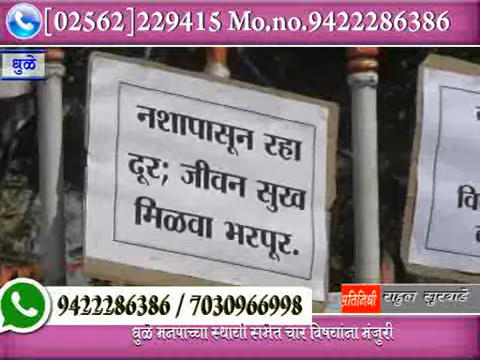 [02562]229415 Mo.no.9422286386
धुळे
नशापासून रहा
दूर; जीवन सुख
मिळवा भरपूर.
वि
9422286386 / 7030966998
प्रतिनिधी राहुल सूरवाडे
धुळे मनपाच्या स्थायी समेत चार विषयांना मंजुरी